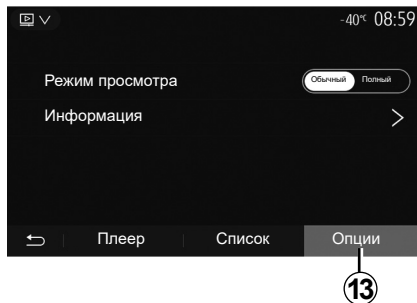 -40℃ 08:59
Режим просмотра Обычный Полный
Информация
Плеер Список Опции
13